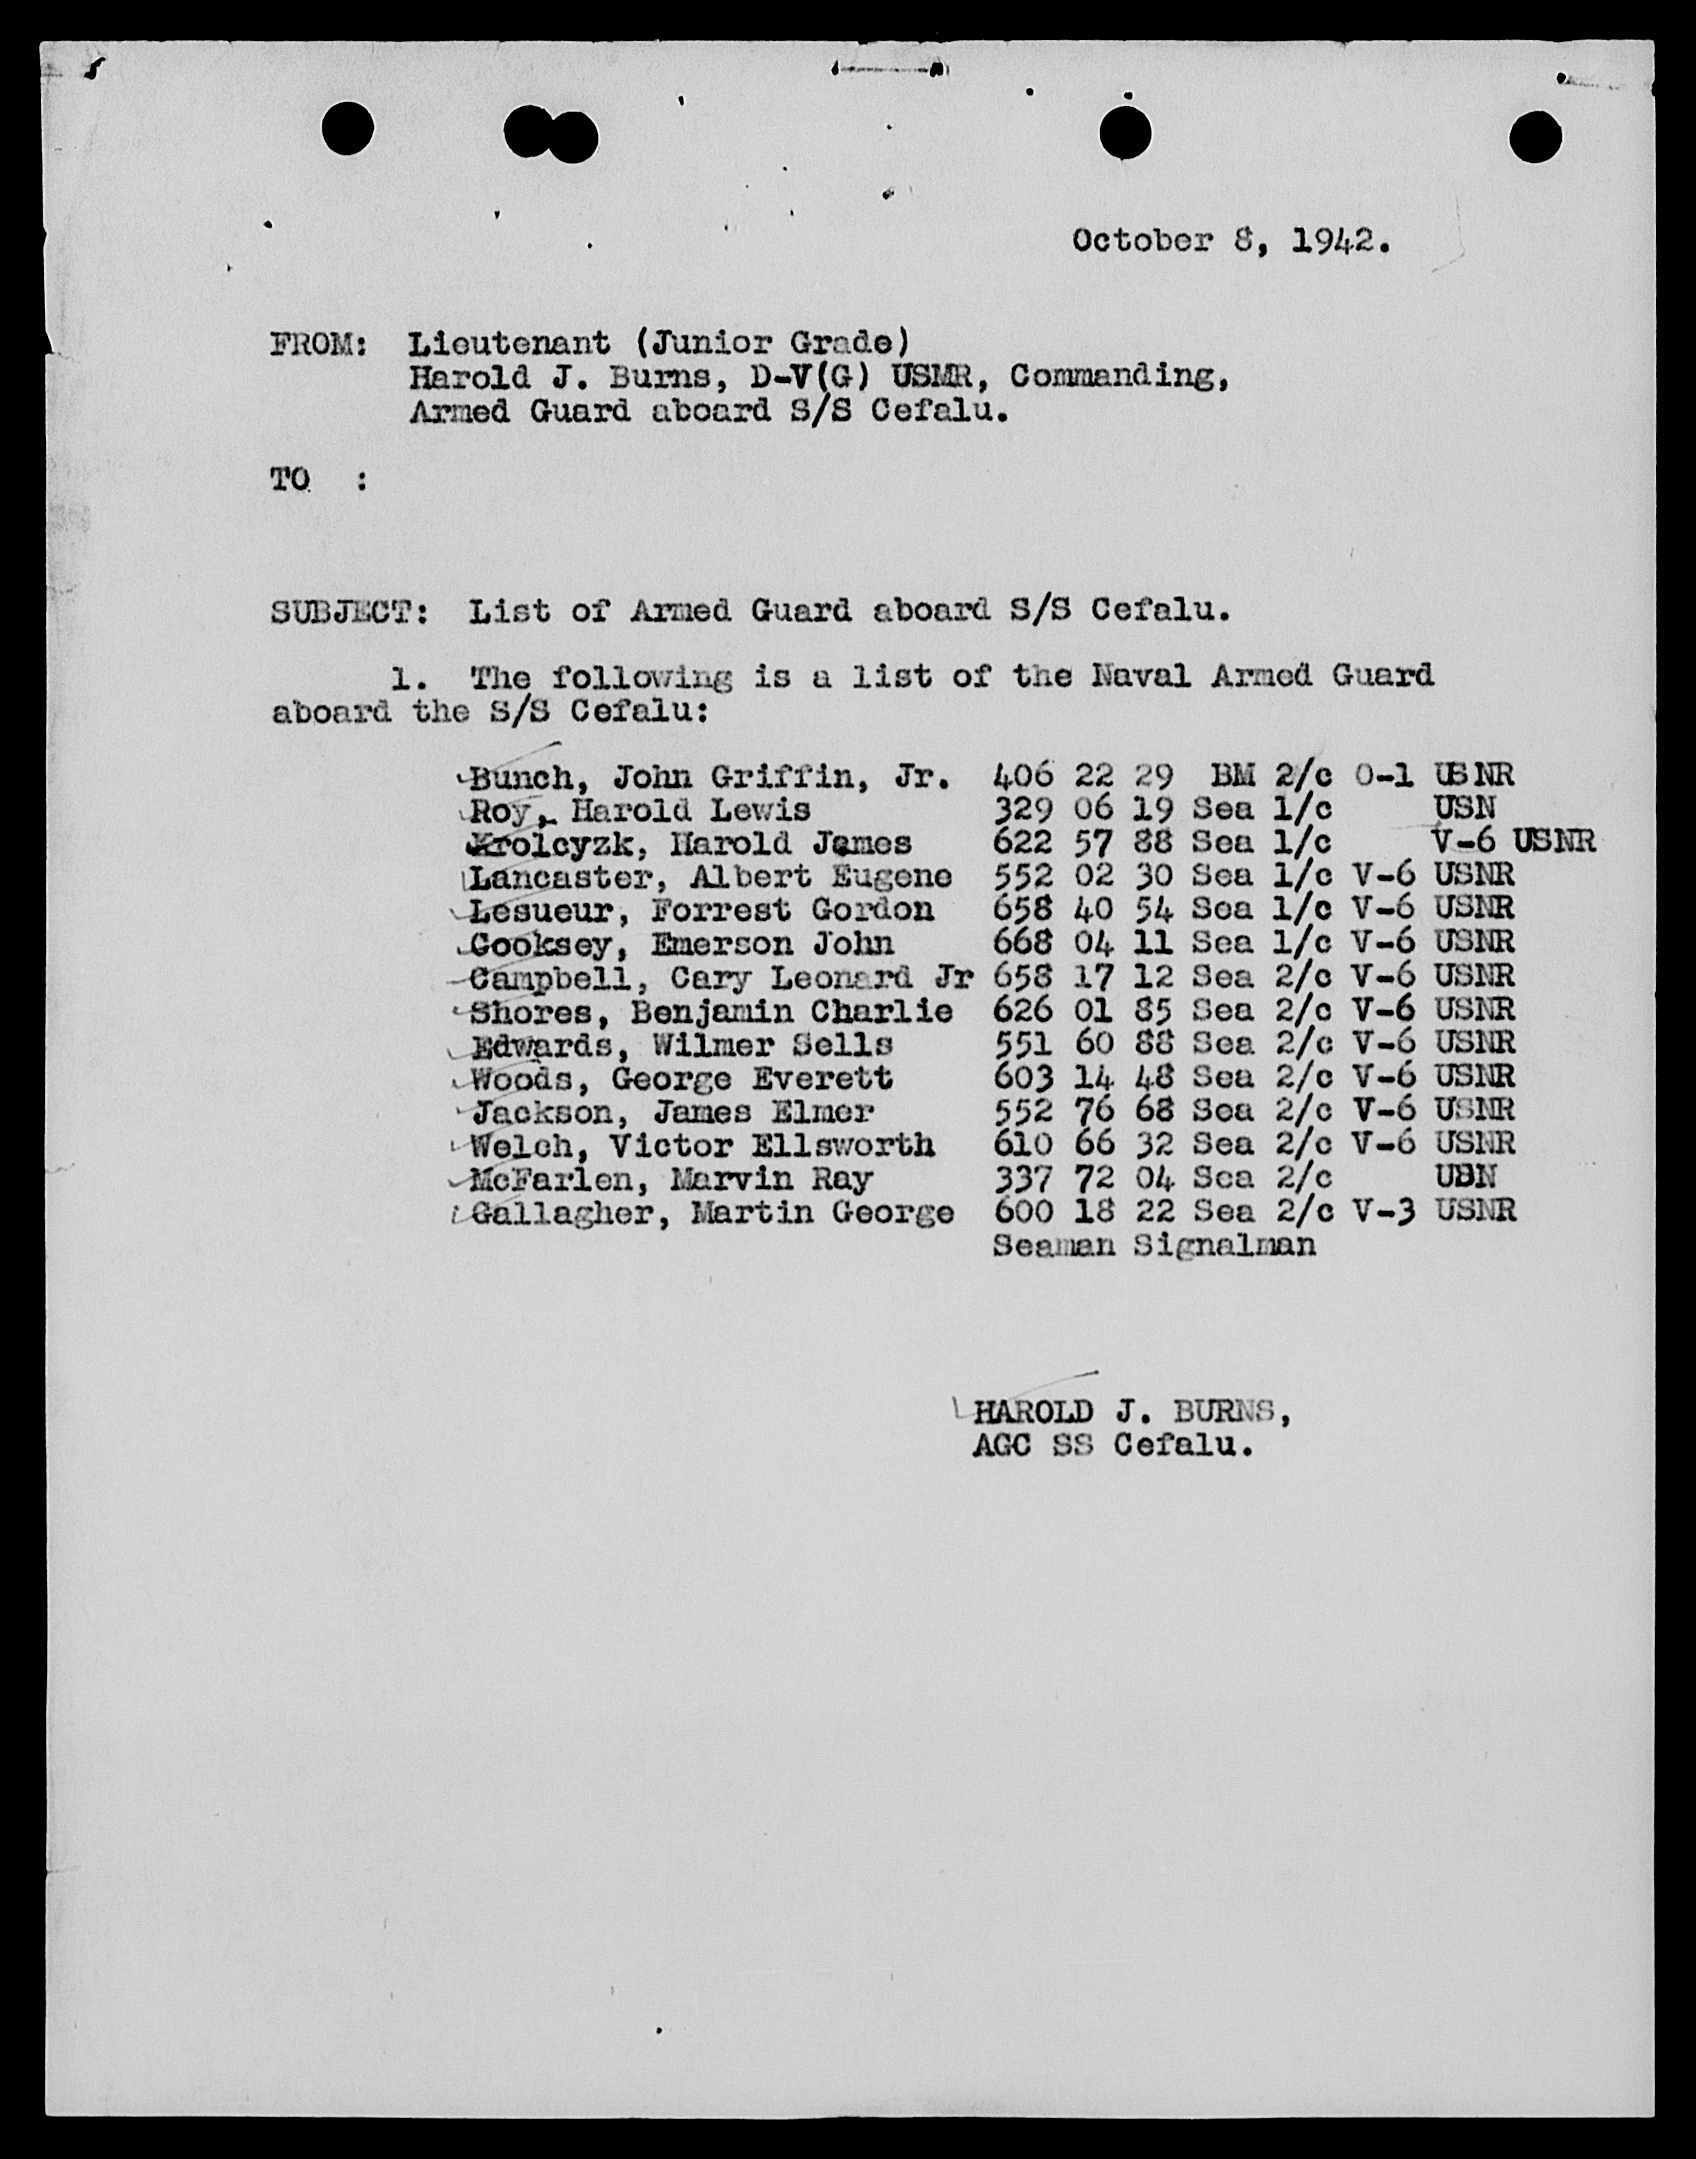 October 8, 1942.
FROM: Lieutenant (Junior Grade)
Harold J. Burns, D-V(G) USNR, Commanding,
Armed Guard aboard S/S Cefalu.
TO :
SUBJECT: List of Armed Guard aboard S/S Cefalu.
1. The following is a list of the Naval Armed Guard
aboard the S/S Cefalu:
Bunch, John Griffin, Jr. 406 22 29 BM 2/c O-1 USNR
Roy, Harold Lewis 329 06 19 Sea 1/c USN
Krolcyzk, Harold James 622 57 88 Sea 1/c V-6 USNR
Lancaster, Albert Eugene 552 02 30 Sea 1/c V-6 USNR
Lesueur, Forrest Gordon 658 40 54 Sea 1/c V-6 USNR
Cooksey, Emerson John 668 04 11 Sea 1/c V-6 USNR
Campbell, Cary Leonard Jr 658 17 12 Sea 2/c V-6 USNR
Shores, Benjamin Charlie 626 01 85 Sea 2/c V-6 USNR
Edwards, Wilmer Sells 551 60 88 Sea 2/c V-6 USNR
Woods, George Everett 603 14 48 Sea 2/c V-6 USNR
Jackson, James Elmer 552 76 68 Sea 2/c V-6 USNR
Welch, Victor Ellsworth 610 66 32 Sea 2/c V-6 USNR
McFarlen, Marvin Ray 337 72 04 Sea 2/c USN
Gallagher, Martin George 600 18 22 Sea 2/c V-3 USNR
Seaman Signalman
HAROLD J. BURNS,
AGC SS Cefalu.